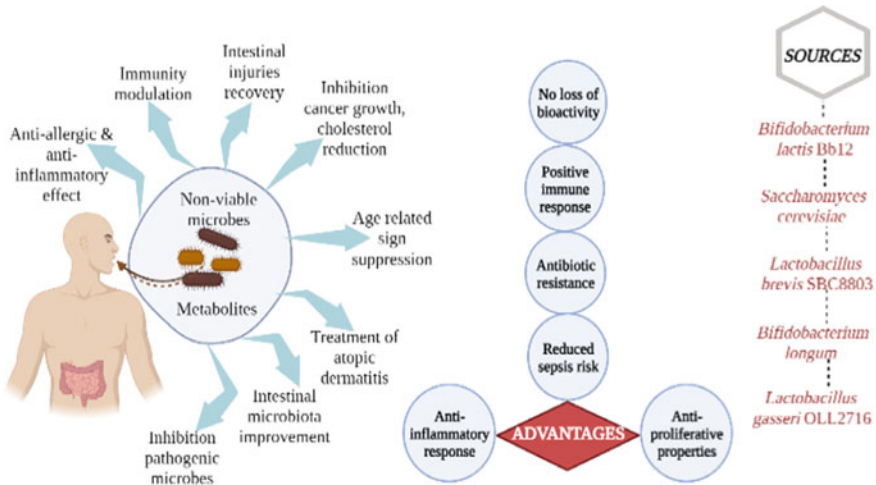 Anti-allergic &
anti-
inflammatory
effect
Immunity
modulation
Intestinal
injuries
recovery
Inhibition
cancer growth,
cholesterol
reduction
Age related
sign
suppression
Treatment of
atopic
dermatitis
Intestinal
microbiota
improvement
Inhibition
pathogenic
microbes
Non-viable
microbes
Metabolites
No loss of
bioactivity
Positive
immune
response
Antibiotic
resistance
Reduced
sepsis risk
Anti-
inflammatory
response
ADVANTAGES
Anti-
proliferative
properties
SOURCES
Bifidobacterium
lactis Bb12
Saccharomyces
cerevisiae
Lactobacillus
brevis SBC8803
Bifidobacterium
longum
Lactobacillus
gasseri OLL2716